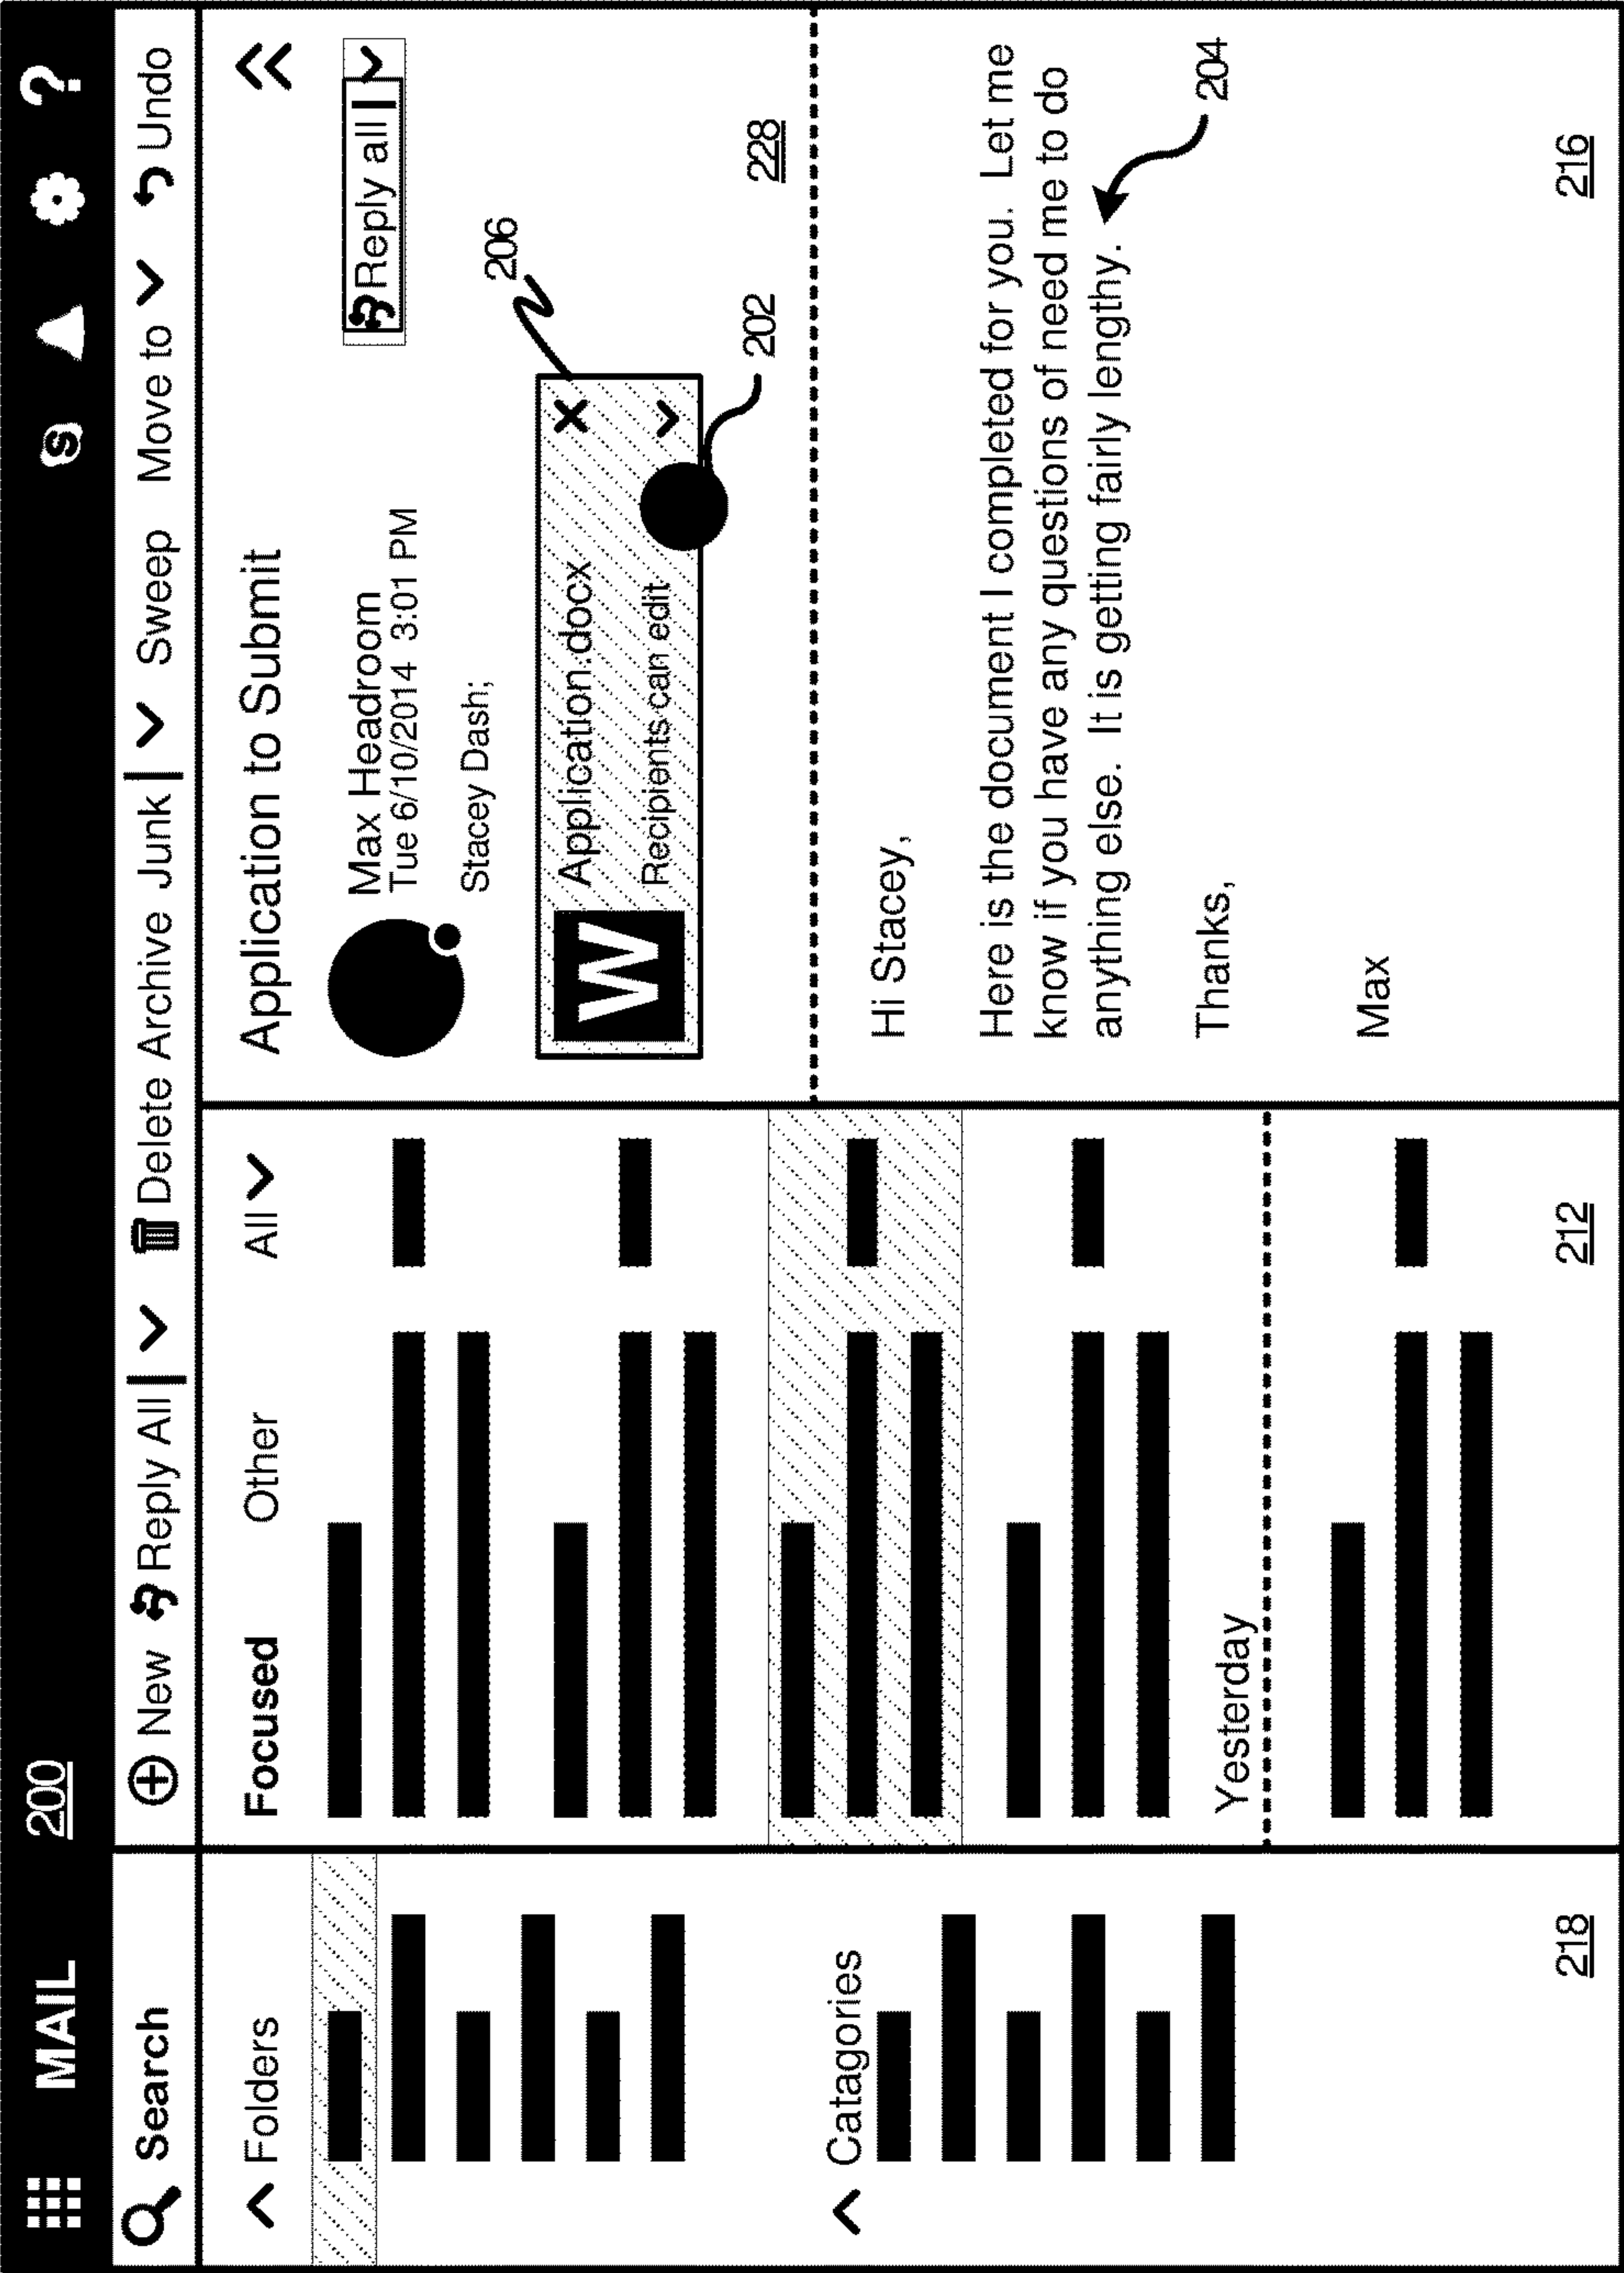 MAIL 200 S ?
Search
New Reply All Delete Archive Junk Sweep Move to Undo
Folders
Catagories
218
Focused Other All
Yesterday
212
Application to Submit
Max Headroom
Tue 6/10/2014 3:01 PM
Reply all
Stacey Dash;
206
W Application.docx X
Recipients can edit
202
228
Hi Stacey,
Here is the document I completed for you. Let me
know if you have any questions of need me to do
anything else. It is getting fairly lengthy.
204
Thanks,
Max
216